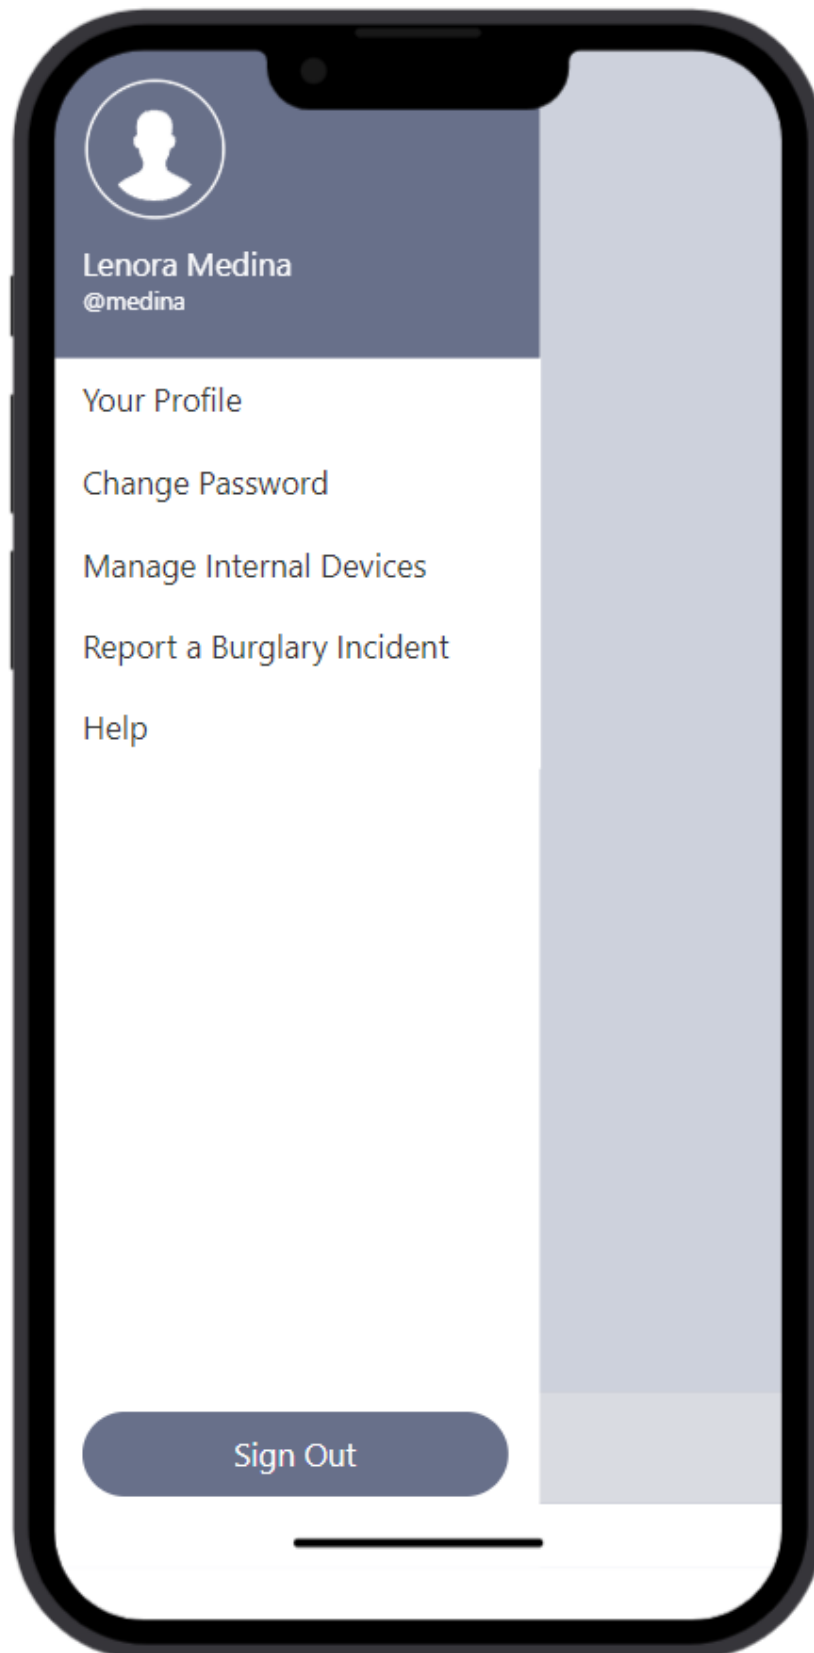 Lenora Medina
@medina
Your Profile
Change Password
Manage Internal Devices
Report a Burglary Incident
Help
Sign Out